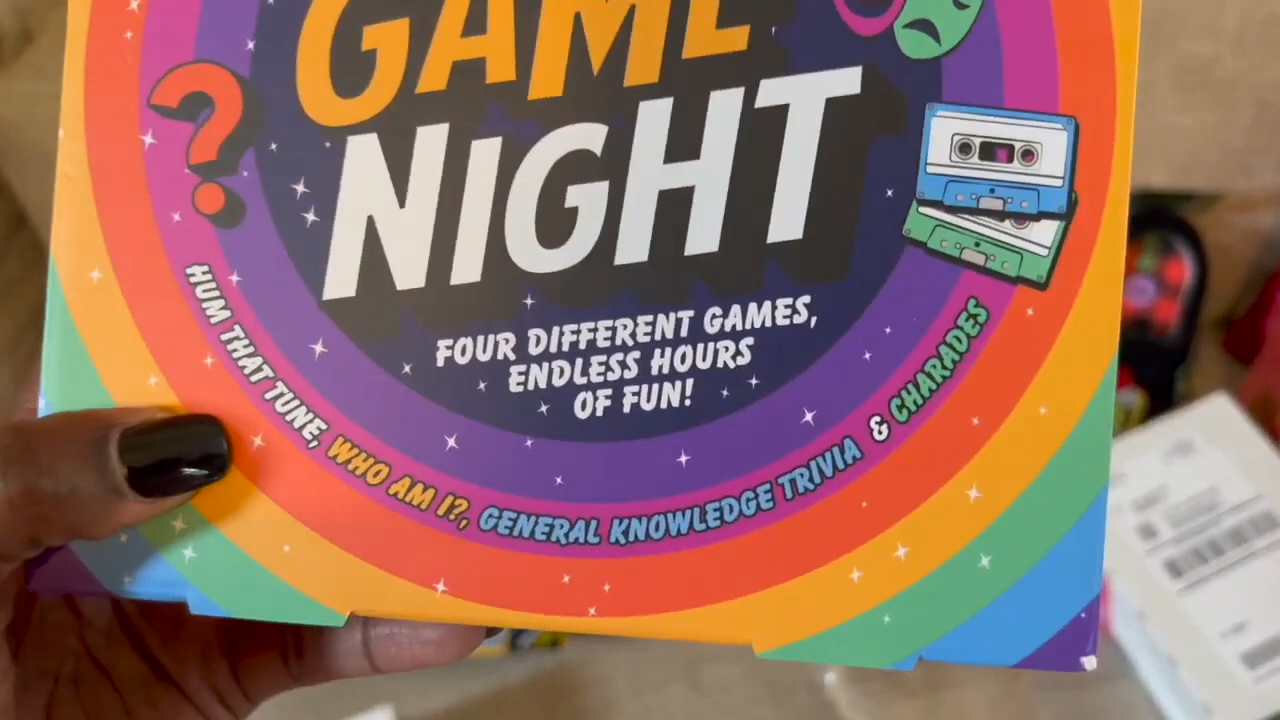 GAME
NIGHT
FOUR DIFFERENT GAMES,
ENDLESS HOURS
OF FUN!
HUM THAT TUNE, WHO AM I?, GENERAL KNOWLEDGE TRIVIA & CHARADES